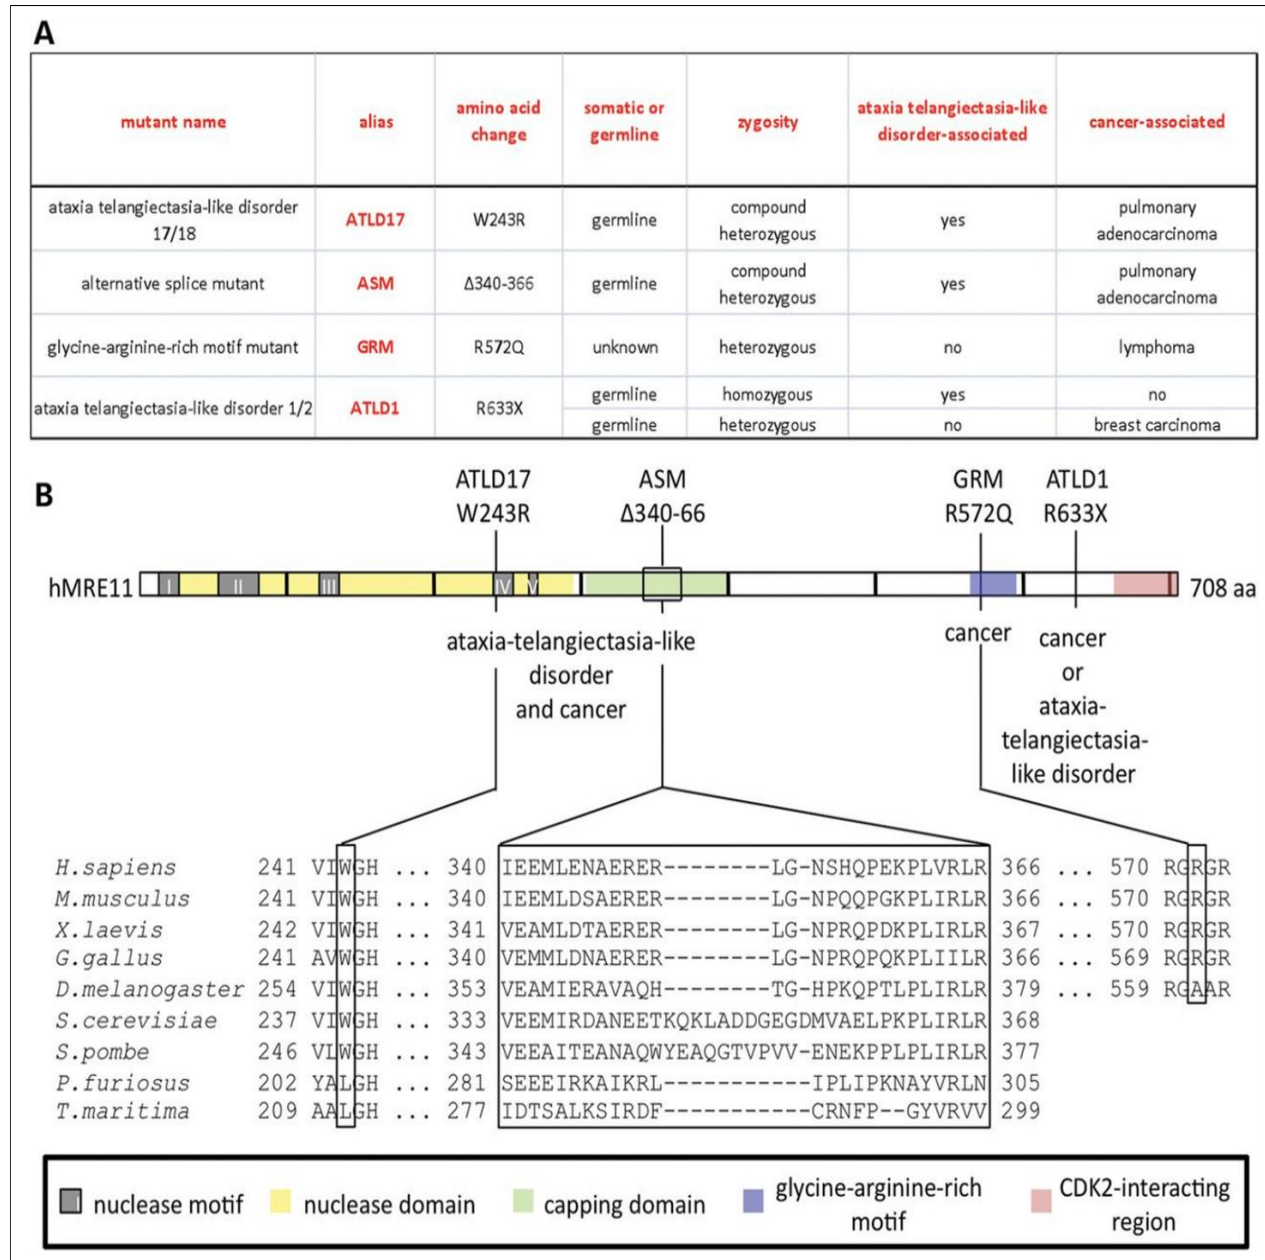 A
mutant name alias amino acid change somatic or germline zygosity ataxia telangiectasia-like disorder-associated cancer-associated
ataxia telangiectasia-like disorder 17/18 ATLD17 W243R germline compound heterozygous yes pulmonary adenocarcinoma
alternative splice mutant ASM Δ340-366 germline compound heterozygous yes pulmonary adenocarcinoma
glycine-arginine-rich motif mutant GRM R572Q unknown heterozygous no lymphoma
ataxia telangiectasia-like disorder 1/2 ATLD1 R633X germline homozygous yes no
germline heterozygous no breast carcinoma
B
ATLD17 ASM GRM ATLD1
W243R Δ340-66 R572Q R633X
hMRE11 I II III IV V 708 aa
ataxia-telangiectasia-like
disorder
and cancer
cancer
cancer
or
ataxia-
telangiectasia-
like disorder
H.sapiens 241 VIWGH ... 340 IEEMLENAERER--------LG-NSHQPEKPLVRLR 366 ... 570 RGRGR
M.musculus 241 VIWGH ... 340 IEEMLDSAERER--------LG-NPQQPGKPLIRLR 366 ... 570 RGRGR
X.laevis 242 VIWGH ... 341 VEAMLDTAERER--------LG-NPRQPDKPLIRLR 367 ... 570 RGRGR
G.gallus 241 AVWGH ... 340 VEMMLDNAERER--------LG-NPRQPQKPLIILR 366 ... 569 RGRGR
D.melanogaster 254 VIWGH ... 353 VEAMIERAVAQH--------TG-HPKQPTLPLIRLR 379 ... 559 RGAAR
S.cerevisiae 237 VIWGH ... 333 VEEMIRDANEETKQKLADDGEGDMVAELPKPLIRLR 368
S.pombe 246 VLWGH ... 343 VEEAITEANAQWYEAQGTVPVV-ENEKPPLPLIRLR 377
P.furiosus 202 YALGH ... 281 SEEEIRKAIKRL-----------IPLIPKNAYVRLN 305
T.maritima 209 AALGH ... 277 IDTSALKSIRDF-----------CRNFP--GYVRVV 299
I nuclease motif nuclease domain capping domain glycine-arginine-rich motif CDK2-interacting region